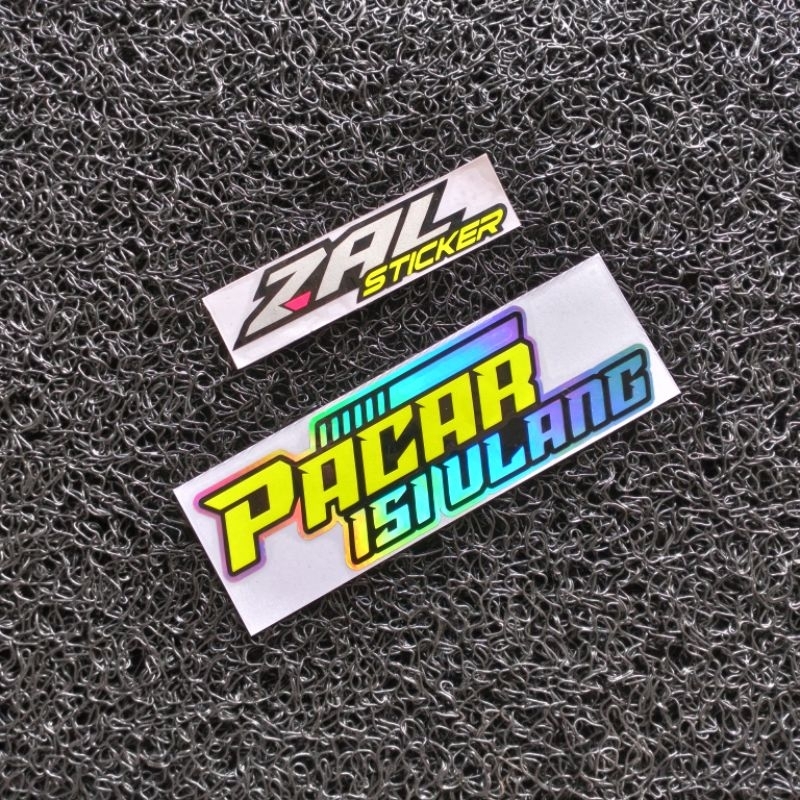 ZAL
STICKER
PACAR
ISI ULANG